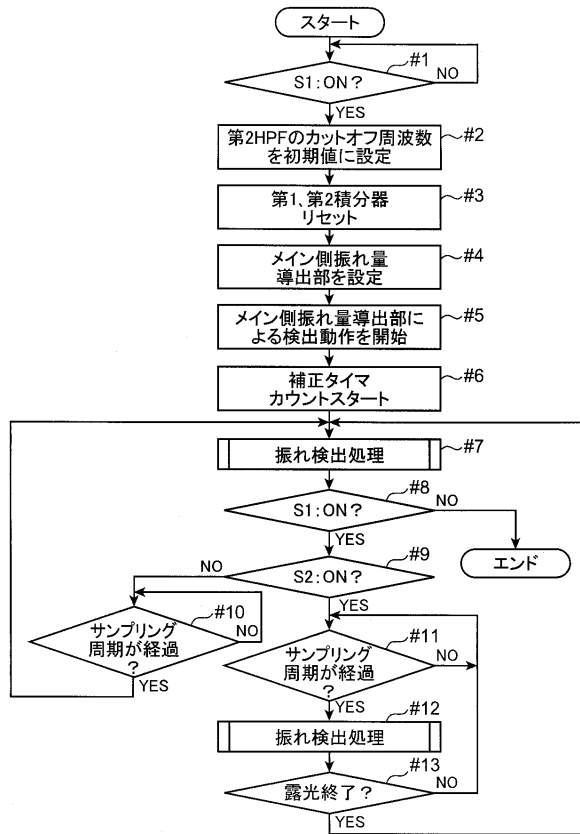 スタート
#1
S1:ON?
NO
YES
第2HPFのカットオフ周波数
を初期値に設定
#2
第1、第2積分器
リセット
#3
メイン側振れ量
導出部を設定
#4
メイン側振れ量導出部に
よる検出動作を開始
#5
補正タイマ
カウントスタート
#6
振れ検出処理
#7
#8
S1:ON?
NO
YES
エンド
#9
S2:ON?
NO
YES
#10
サンプリング
周期が経過
?
NO
YES
#11
サンプリング
周期が経過
?
NO
YES
#12
振れ検出処理
#13
露光終了?
NO
YES